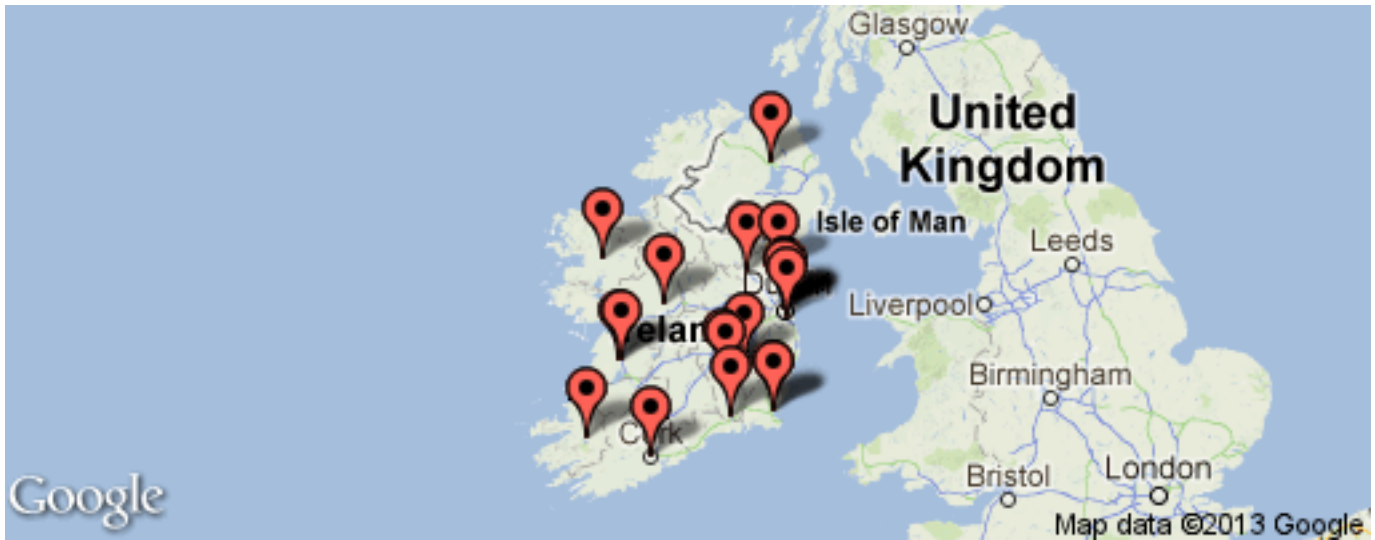 Glasgow
United
Kingdom
Isle of Man
Leeds
Liverpool
Birmingham
Bristol
London
Google
Map data ©2013 Google